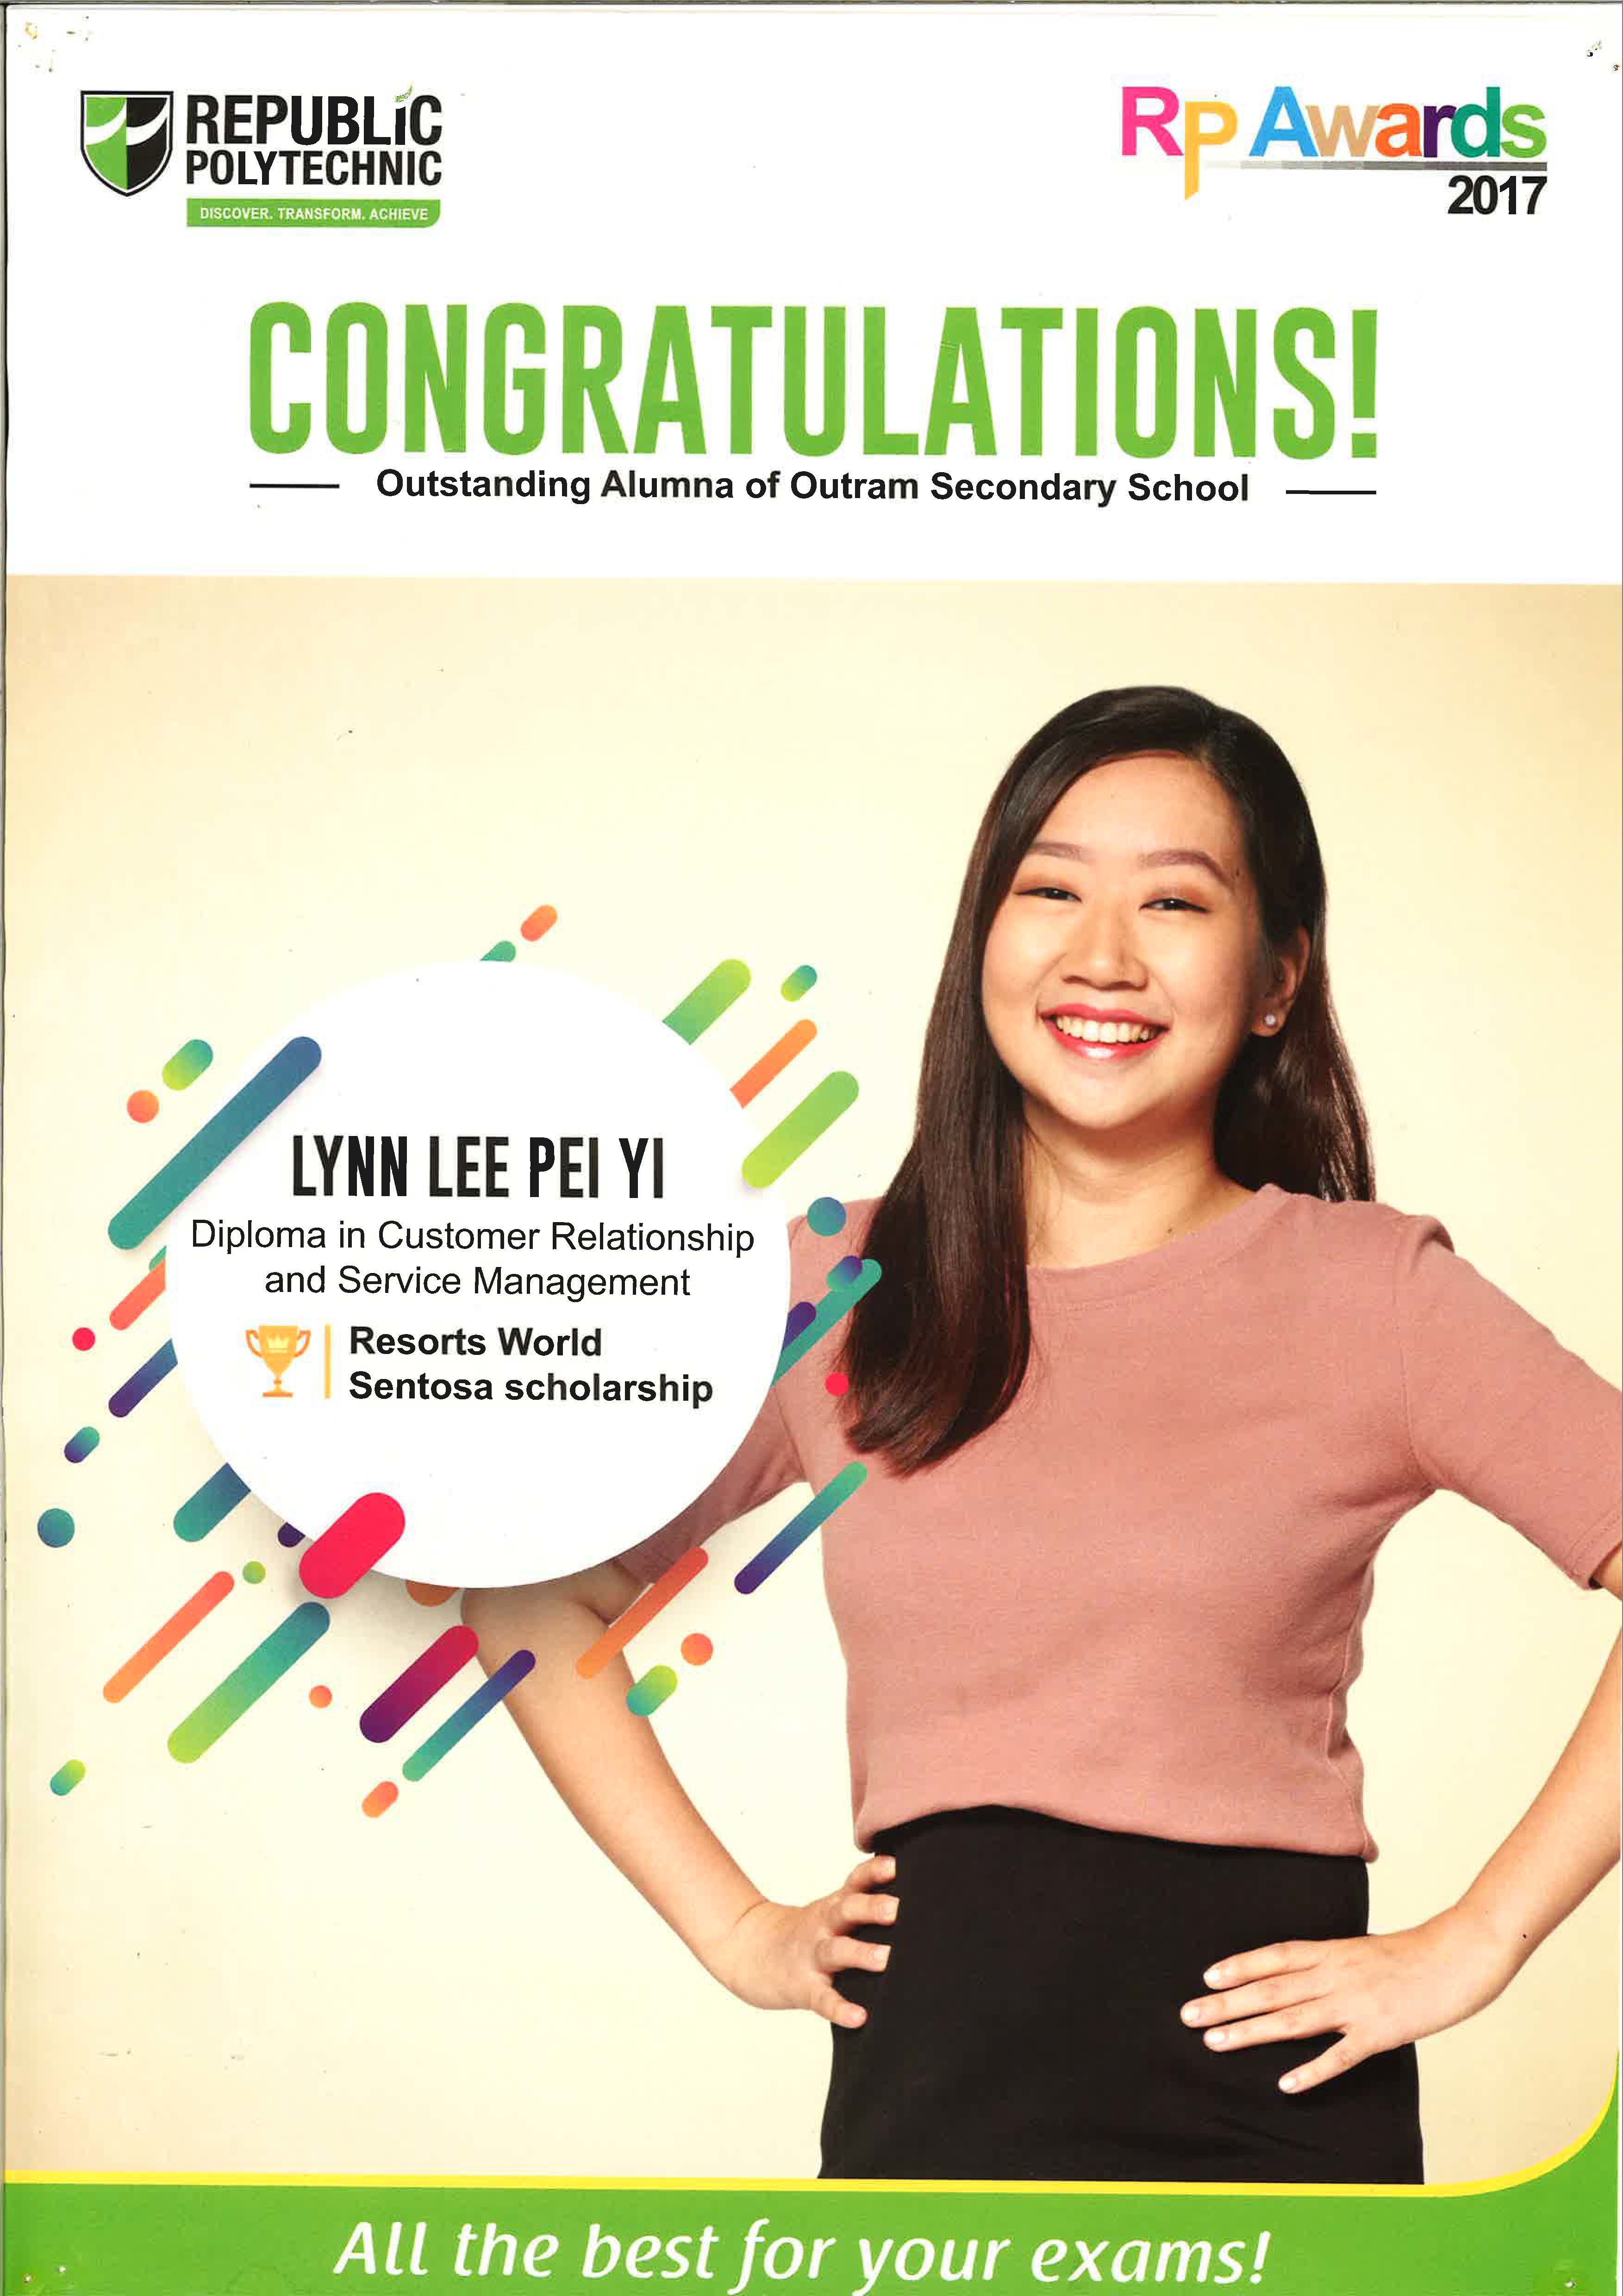 REPUBLIC
POLYTECHNIC
DISCOVER. TRANSFORM. ACHIEVE
Rp Awards
2017
CONGRATULATIONS!
Outstanding Alumna of Outram Secondary School
LYNN LEE PEI YI
Diploma in Customer Relationship
and Service Management
Resorts World
Sentosa scholarship
All the best for your exams!